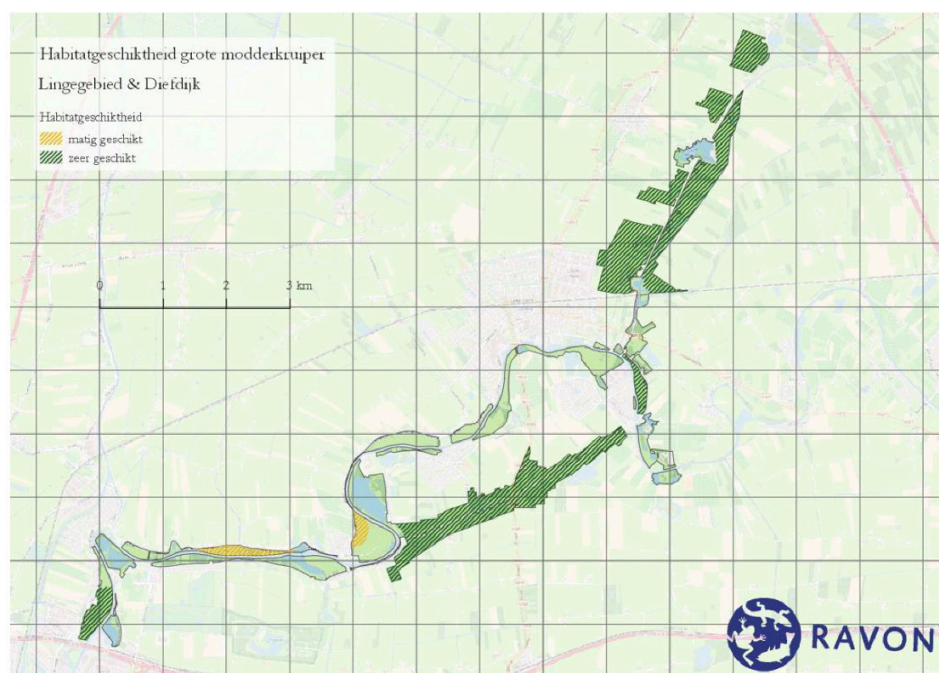 Habitatgeschiktheid grote modderkruiper
Lingegebied & Diefdijk
Habitatgeschiktheid
matig geschikt
zeer geschikt
0 1 2 3 km
RAVON